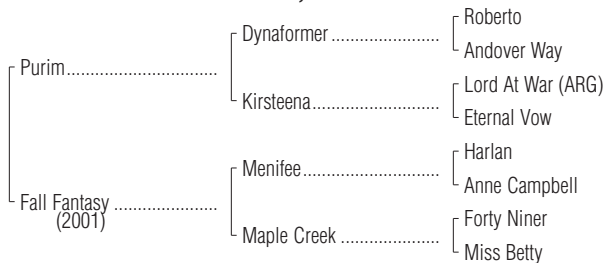 Purim
Dynaformer
Roberto
Andover Way
Kirsteena
Lord At War (ARG)
Eternal Vow
Fall Fantasy
(2001)
Menifee
Harlan
Anne Campbell
Maple Creek
Forty Niner
Miss Betty